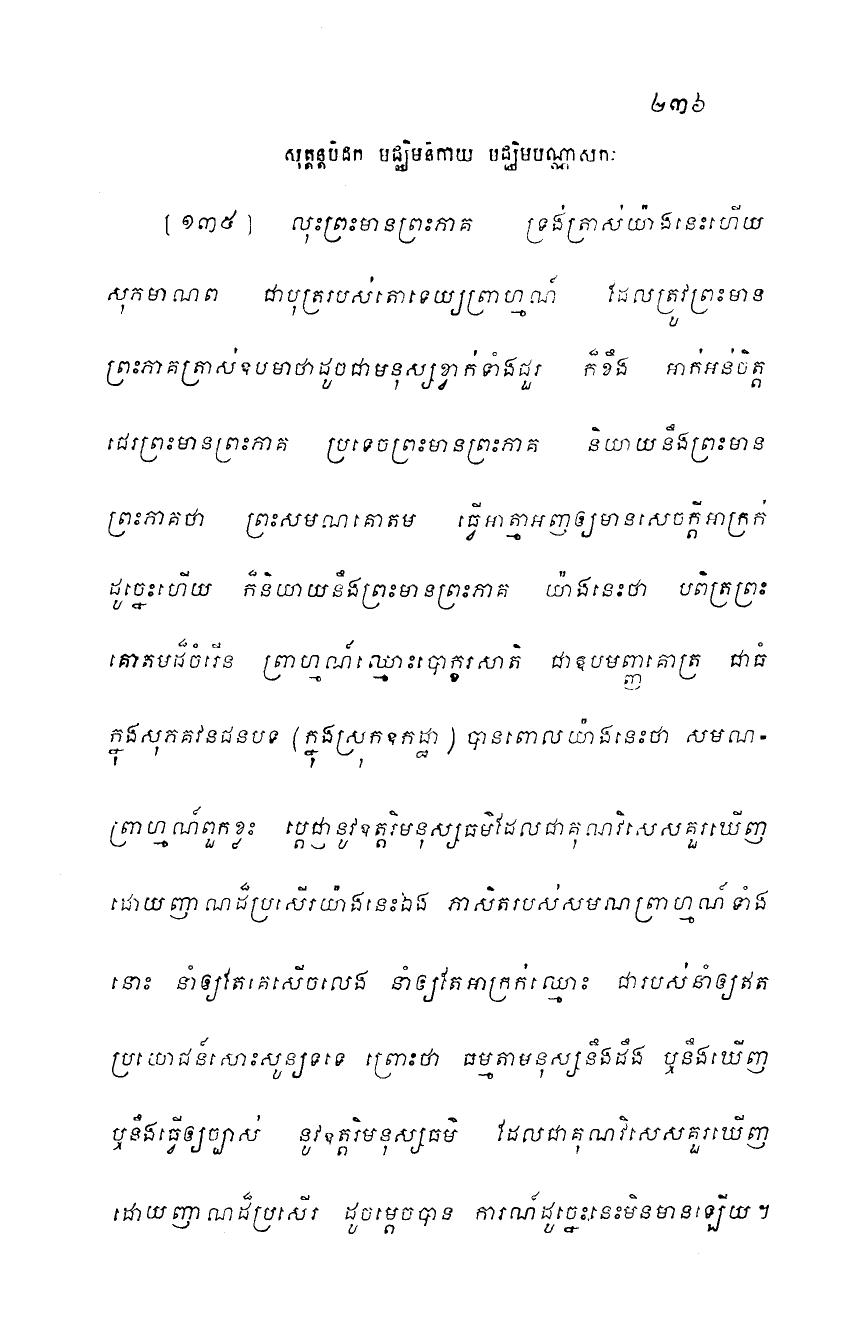 ២៣៦
សុត្តន្តបិដក មជ្ឈិមនិកាយ មជ្ឈិមបណ្ណាសកៈ
[១៣៥] លុះព្រះមានព្រះភាគ ទ្រង់ត្រាស់យ៉ាងនេះហើយ
សុភមាណព ជាបុត្ររបស់តោទេយ្យព្រាហ្មណ៍ ដែលត្រូវព្រះមាន
ព្រះភាគត្រាស់ឧបមាថាដូចជាមនុស្សខ្វាក់ទាំងជួរ ក៏ខឹង អាក់អន់ចិត្ត
ជេរព្រះមានព្រះភាគ ប្រទេចព្រះមានព្រះភាគ និយាយនឹងព្រះមាន
ព្រះភាគថា ព្រះសមណគោតម ធ្វើអាត្មាអញឲ្យមានសេចក្តីអាក្រក់
ដូច្នេះហើយ ក៏និយាយនឹងព្រះមានព្រះភាគ យ៉ាងនេះថា បពិត្រព្រះ
គោតមដ៏ចំរើន ព្រាហ្មណ៍ឈ្មោះបោក្ខរសាតិ ជាឧបមញ្ញគោត្រ ជាធំ
ក្នុងសុភគវនជនបទ (ក្នុងស្រុកឧកដ្ឋា) បានពោលយ៉ាងនេះថា សមណ-
ព្រាហ្មណ៍ពួកខ្លះ ប្តេជ្ញានូវឧត្តរិមនុស្សធម៌ដែលជាគុណវិសេសគួរឃើញ
ដោយញាណដ៏ប្រសើរយ៉ាងនេះឯង ភាសិតរបស់សមណព្រាហ្មណ៍ទាំង
នោះ នាំឲ្យតែគេសើចលេង នាំឲ្យតែអាក្រក់ឈ្មោះ ជារបស់នាំឲ្យឥត
ប្រយោជន៍សោះសូន្យទទេ ព្រោះថា ធម្មតាមនុស្សនឹងដឹង ឬនឹងឃើញ
ឬនឹងធ្វើឲ្យច្បាស់ នូវឧត្តរិមនុស្សធម៌ ដែលជាគុណវិសេសគួរឃើញ
ដោយញាណដ៏ប្រសើរ ដូចម្តេចបាន ការណ៍ដូច្នេះនេះមិនមានឡើយ។